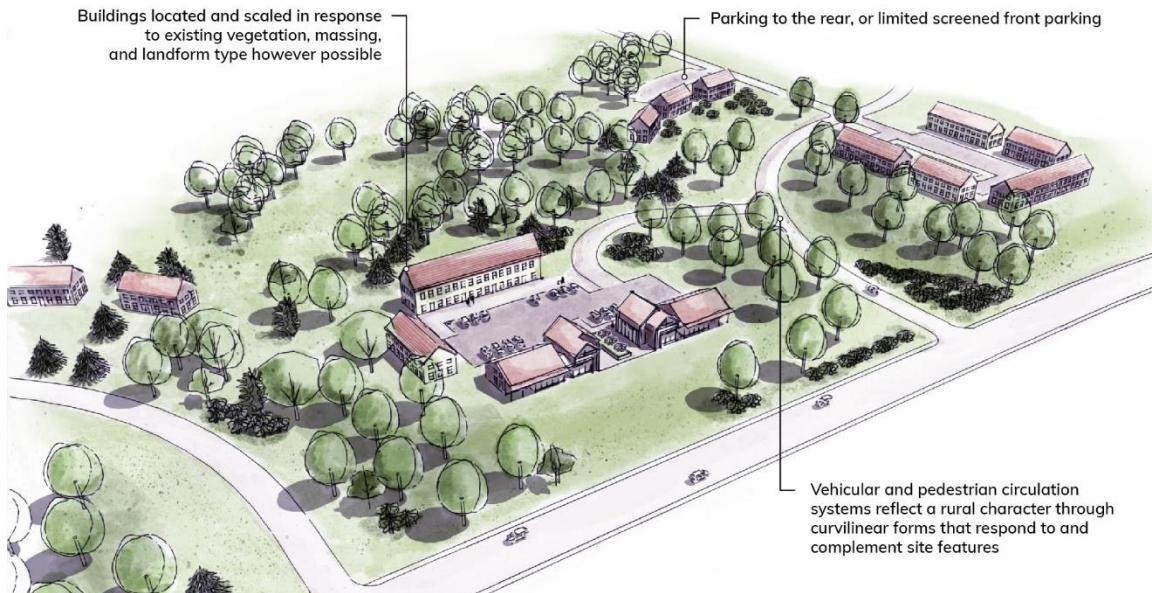 Buildings located and scaled in response
to existing vegetation, massing,
and landform type however possible
Parking to the rear, or limited screened front parking
Vehicular and pedestrian circulation
systems reflect a rural character through
curvilinear forms that respond to and
complement site features